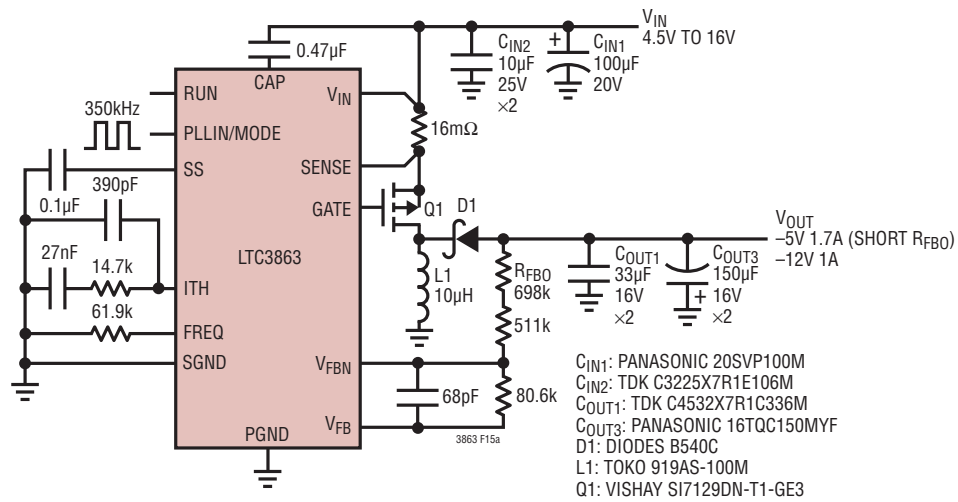 VIN
4.5V TO 16V
0.47µF
CIN2
10µF
25V
×2
+
CIN1
100µF
20V
CAP
RUN
VIN
350kHz
PLLIN/MODE
16mΩ
SS
SENSE
390pF
0.1µF
GATE
Q1
D1
VOUT
–5V 1.7A (SHORT RFBO)
–12V 1A
LTC3863
27nF
14.7k
ITH
L1
10µH
RFBO
698k
COUT1
33µF
16V
×2
COUT3
150µF
+
16V
×2
61.9k
FREQ
511k
SGND
VFBN
68pF
80.6k
VFB
PGND
3863 F15a
CIN1: PANASONIC 20SVP100M
CIN2: TDK C3225X7R1E106M
COUT1: TDK C4532X7R1C336M
COUT3: PANASONIC 16TQC150MYF
D1: DIODES B540C
L1: TOKO 919AS-100M
Q1: VISHAY SI7129DN-T1-GE3